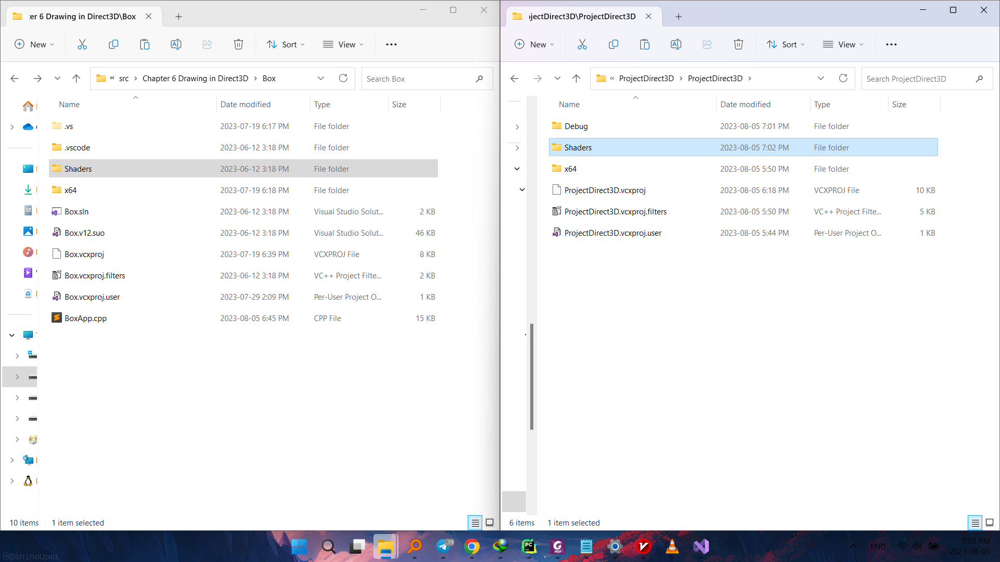 ter 6 Drawing in Direct3D\Box
New
Sort
View
src > Chapter 6 Drawing in Direct3D > Box
Search Box
Name Date modified Type Size
.vs 2023-07-19 6:17 PM File folder
.vscode 2023-06-12 3:18 PM File folder
Shaders 2023-06-12 3:18 PM File folder
x64 2023-07-19 6:18 PM File folder
Box.sln 2023-06-12 3:18 PM Visual Studio Solut... 2 KB
Box.v12.suo 2023-06-12 3:18 PM Visual Studio Solut... 46 KB
Box.vcxproj 2023-07-19 6:39 PM VCXPROJ File 8 KB
Box.vcxproj.filters 2023-06-12 3:18 PM VC++ Project Filte... 2 KB
Box.vcxproj.user 2023-07-29 2:09 PM Per-User Project O... 1 KB
BoxApp.cpp 2023-08-05 6:45 PM CPP File 15 KB
10 items 1 item selected
ojectDirect3D\ProjectDirect3D
New
Sort
View
ProjectDirect3D > ProjectDirect3D >
Search ProjectDirect3D
Name Date modified Type Size
Debug 2023-08-05 7:01 PM File folder
Shaders 2023-08-05 7:02 PM File folder
x64 2023-08-05 5:50 PM File folder
ProjectDirect3D.vcxproj 2023-08-05 6:18 PM VCXPROJ File 10 KB
ProjectDirect3D.vcxproj.filters 2023-08-05 5:50 PM VC++ Project Filte... 5 KB
ProjectDirect3D.vcxproj.user 2023-08-05 5:44 PM Per-User Project O... 1 KB
6 items 1 item selected
@OshinoUomi
..19
PC
PDF
ENG
7:02 PM
2023-08-05